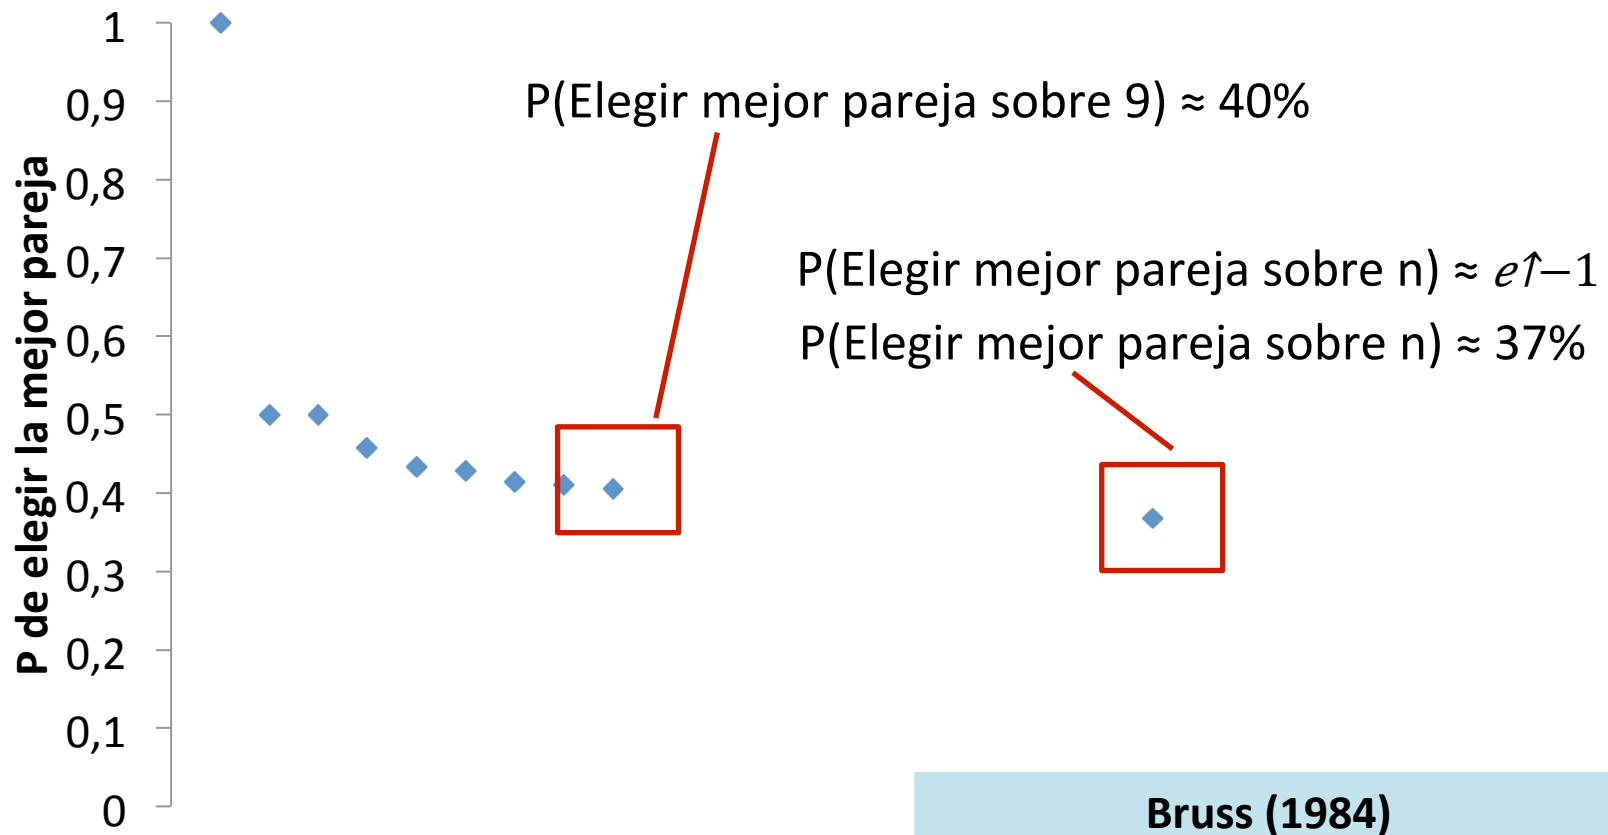 P de elegir la mejor pareja
1
0,9
0,8
0,7
0,6
0,5
0,4
0,3
0,2
0,1
0
P(Elegir mejor pareja sobre 9) ≈ 40%
P(Elegir mejor pareja sobre n) ≈ e↑−1
P(Elegir mejor pareja sobre n) ≈ 37%
Bruss (1984)